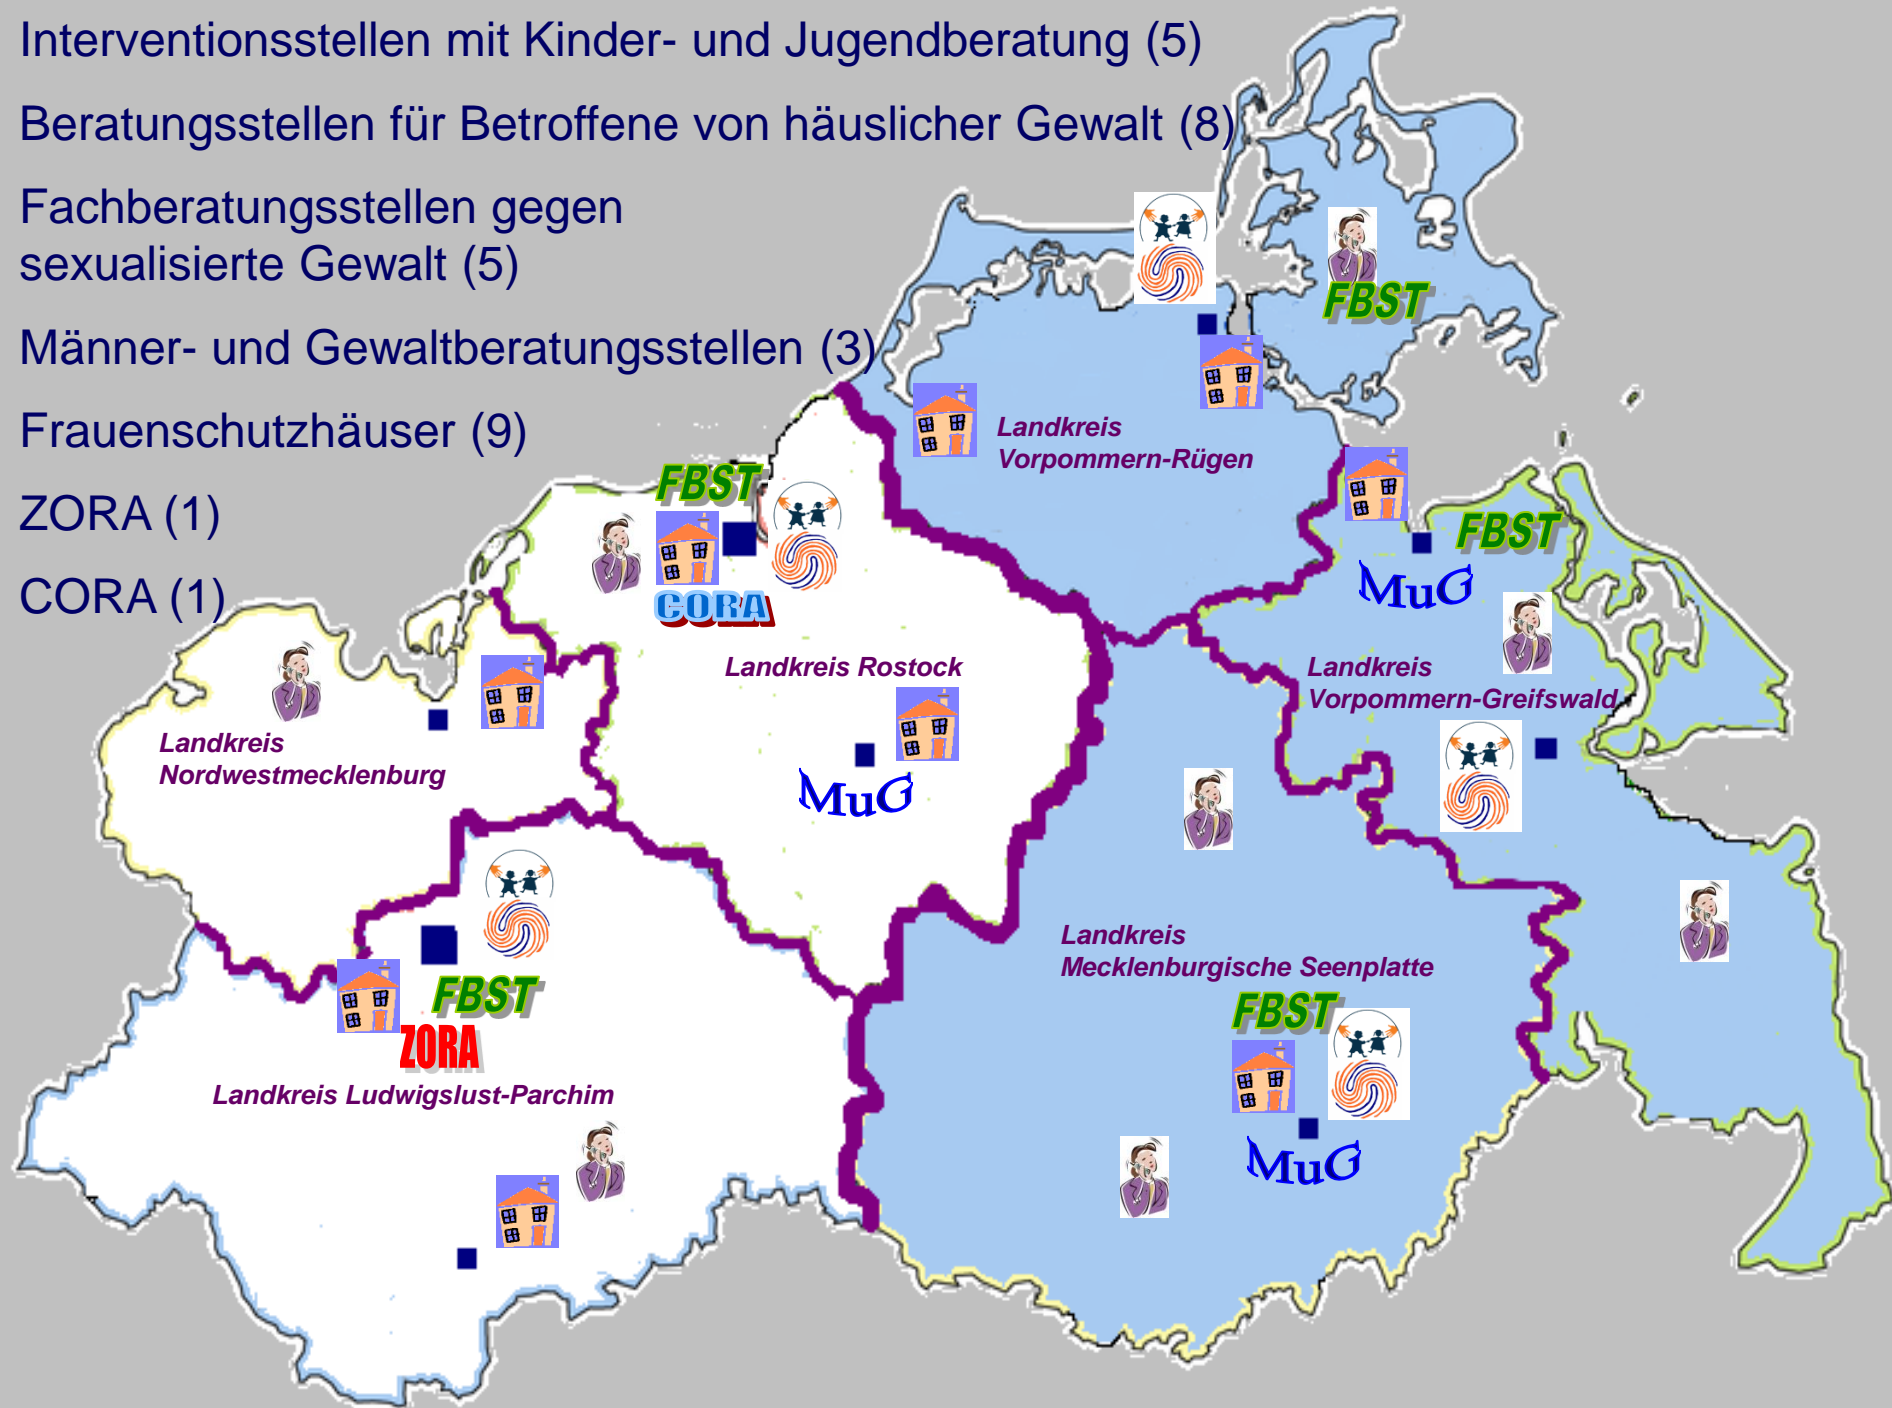 Interventionsstellen mit Kinder- und Jugendberatung (5)
Beratungsstellen für Betroffene von häuslicher Gewalt (8)
Fachberatungsstellen gegen
sexualisierte Gewalt (5)
Männer- und Gewaltberatungsstellen (3)
Frauenschutzhäuser (9)
ZORA (1)
CORA (1)
FBST
Landkreis
Vorpommern-Rügen
FBST
CORA
FBST
MuG
Landkreis Rostock
MuG
Landkreis
Vorpommern-Greifswald
Landkreis
Nordwestmecklenburg
FBST
ZORA
Landkreis Ludwigslust-Parchim
Landkreis
Mecklenburgische Seenplatte
FBST
MuG